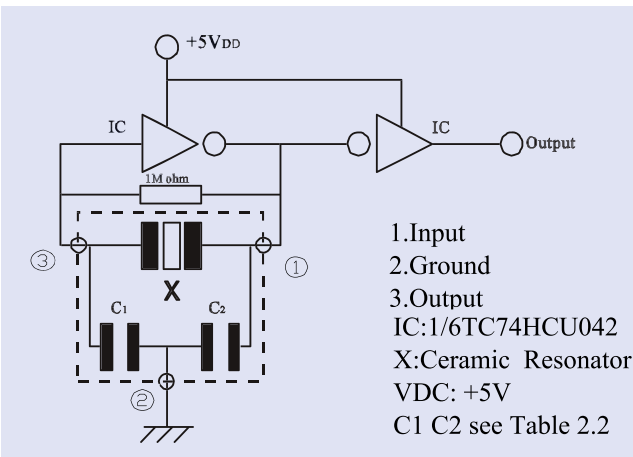 +5VDD
IC
IC
Output
1M ohm
③
①
X
C1
C2
②
1.Input
2.Ground
3.Output
IC:1/6TC74HCU042
X:Ceramic Resonator
VDC: +5V
C1 C2 see Table 2.2